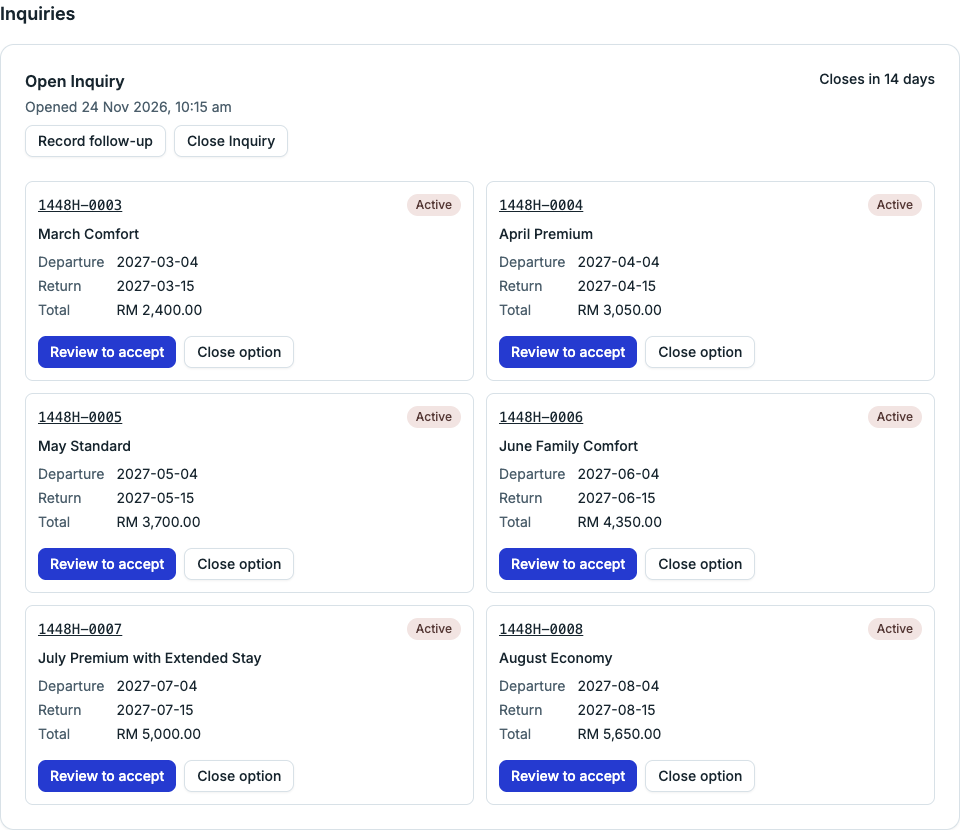 Inquiries
Open Inquiry
Closes in 14 days
Opened 24 Nov 2026, 10:15 am
Record follow-up
Close Inquiry
1448H–0003
Active
March Comfort
Departure 2027-03-04
Return 2027-03-15
Total RM 2,400.00
Review to accept
Close option
1448H–0004
Active
April Premium
Departure 2027-04-04
Return 2027-04-15
Total RM 3,050.00
Review to accept
Close option
1448H–0005
Active
May Standard
Departure 2027-05-04
Return 2027-05-15
Total RM 3,700.00
Review to accept
Close option
1448H–0006
Active
June Family Comfort
Departure 2027-06-04
Return 2027-06-15
Total RM 4,350.00
Review to accept
Close option
1448H–0007
Active
July Premium with Extended Stay
Departure 2027-07-04
Return 2027-07-15
Total RM 5,000.00
Review to accept
Close option
1448H–0008
Active
August Economy
Departure 2027-08-04
Return 2027-08-15
Total RM 5,650.00
Review to accept
Close option